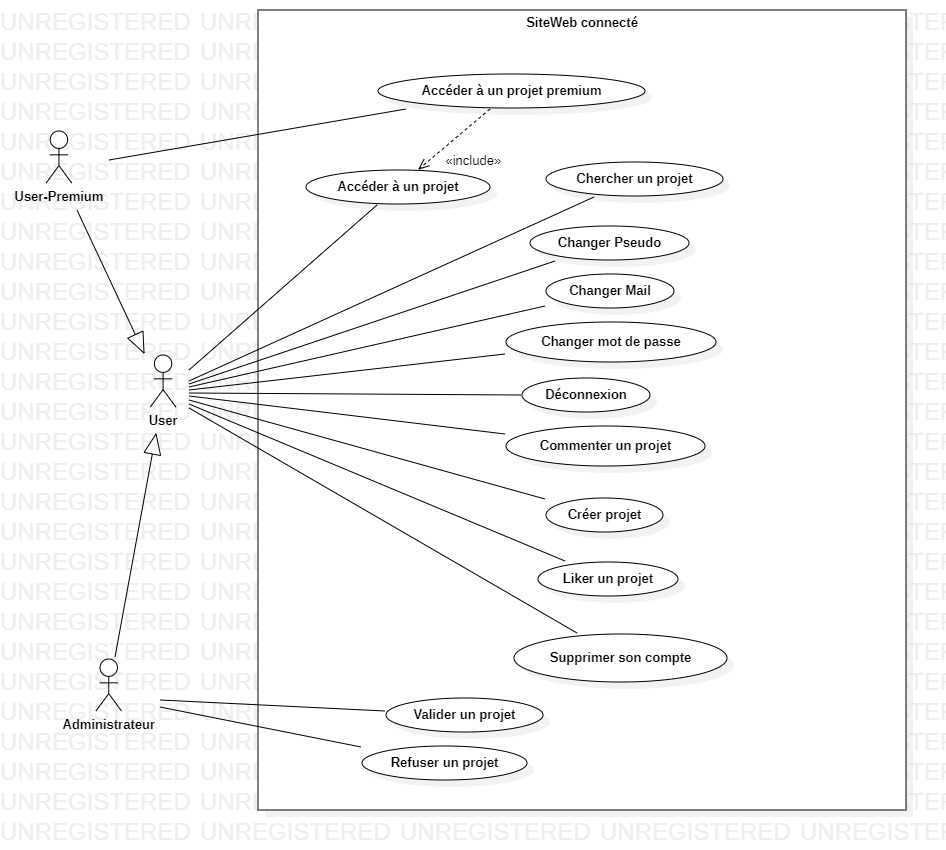 SiteWeb connecté
Accéder à un projet premium
«include»
User-Premium
Accéder à un projet
Chercher un projet
Changer Pseudo
Changer Mail
Changer mot de passe
User
Déconnexion
Commenter un projet
Créer projet
Liker un projet
Supprimer son compte
Administrateur
Valider un projet
Refuser un projet
UNREGISTERED UNREGISTERED UNREGISTERED UNREGISTERED UNREGISTERED